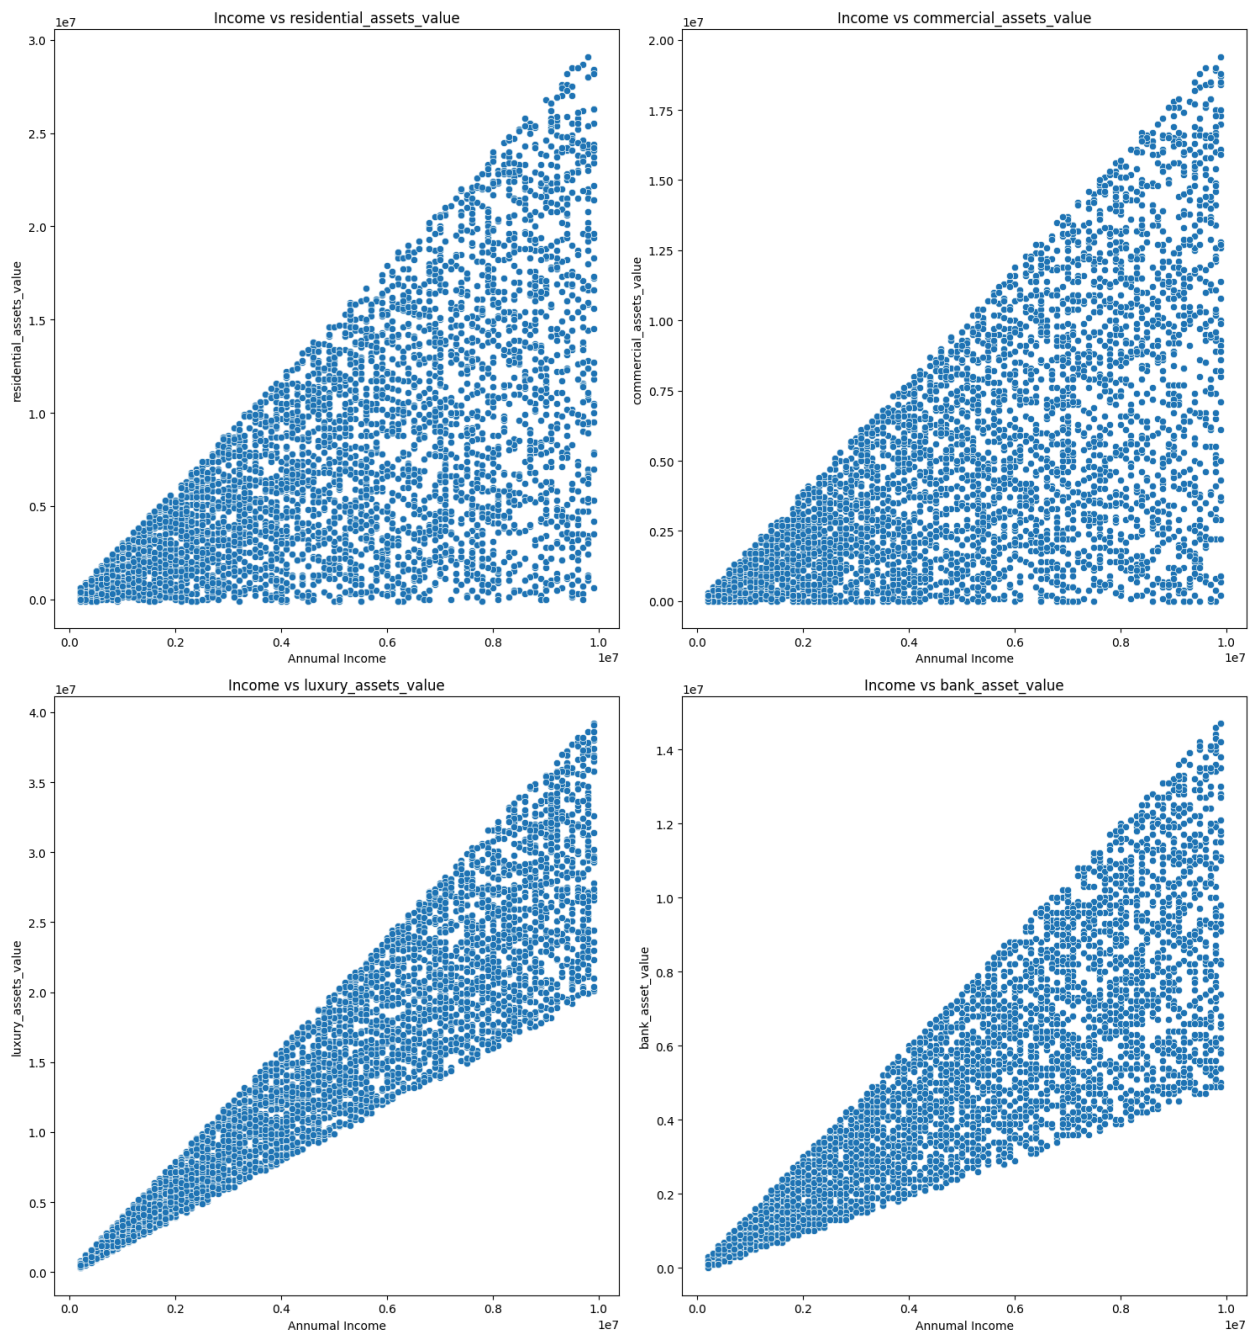 Income vs residential_assets_value
1e7
3.0
2.5
2.0
1.5
1.0
0.5
0.0
residential_assets_value
0.0 0.2 0.4 0.6 0.8 1.0
1e7
Annumal Income
Income vs commercial_assets_value
1e7
2.00
1.75
1.50
1.25
1.00
0.75
0.50
0.25
0.00
commercial_assets_value
0.0 0.2 0.4 0.6 0.8 1.0
1e7
Annumal Income
Income vs luxury_assets_value
1e7
4.0
3.5
3.0
2.5
2.0
1.5
1.0
0.5
0.0
luxury_assets_value
0.0 0.2 0.4 0.6 0.8 1.0
1e7
Annumal Income
Income vs bank_asset_value
1e7
1.4
1.2
1.0
0.8
0.6
0.4
0.2
0.0
bank_asset_value
0.0 0.2 0.4 0.6 0.8 1.0
1e7
Annumal Income